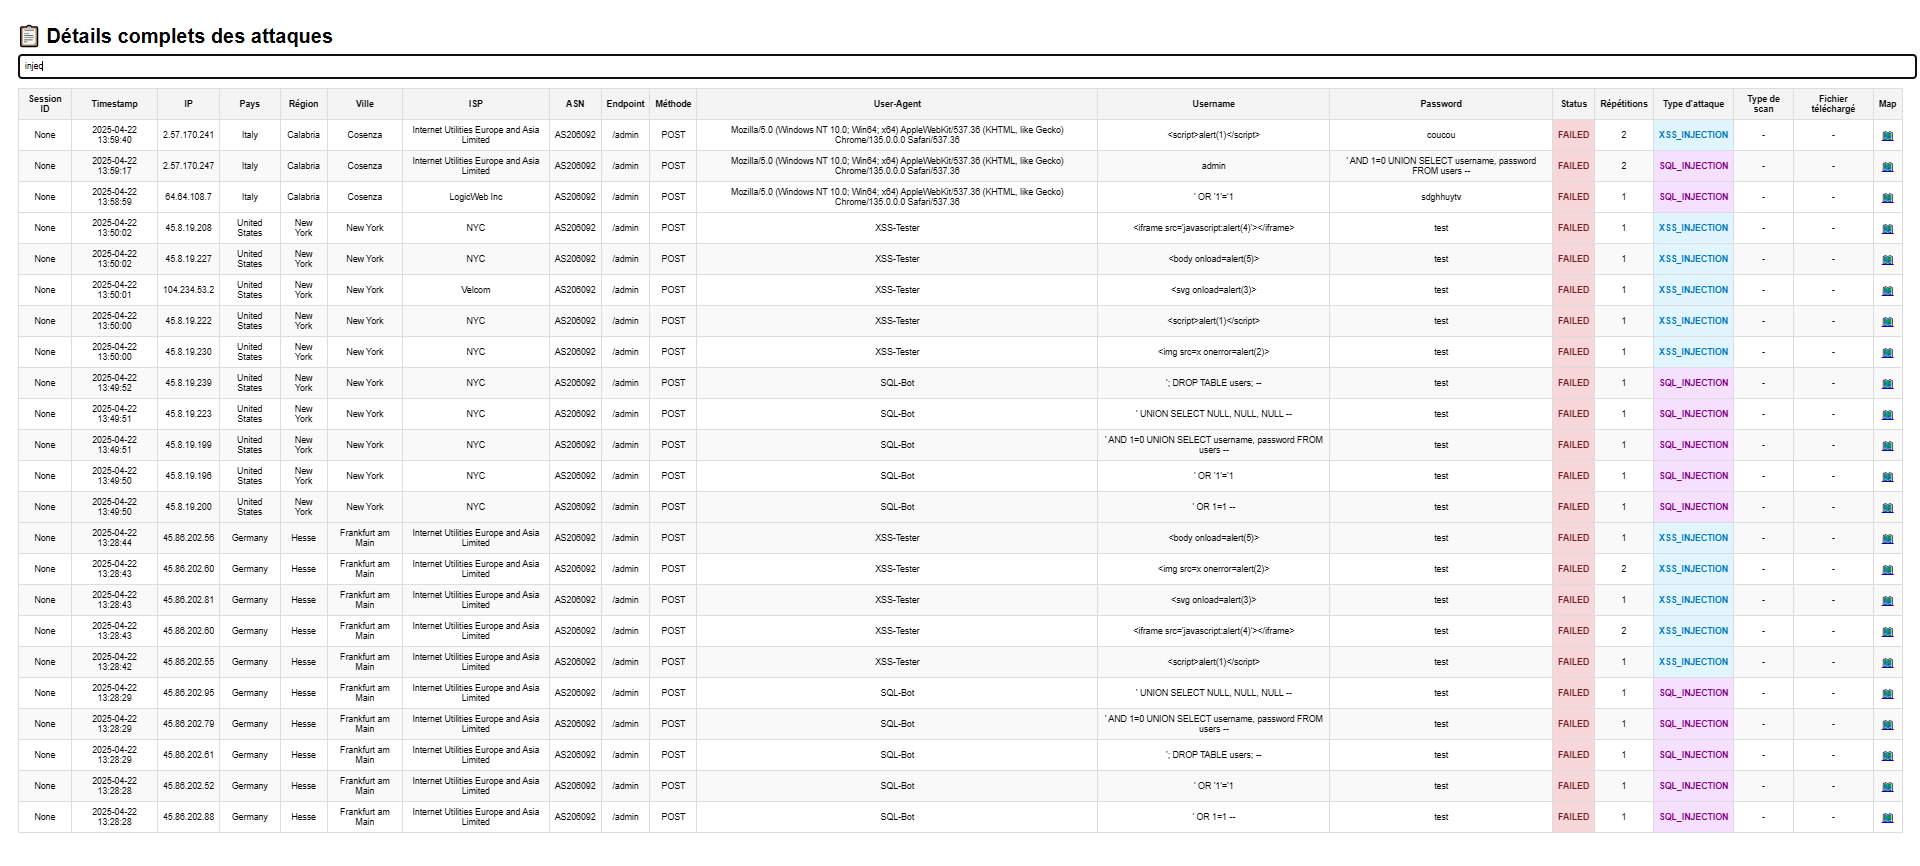 Détails complets des attaques
injec
Session ID Timestamp IP Pays Région Ville ISP ASN Endpoint Méthode User-Agent Username Password Status Répétitions Type d'attaque Type de scan Fichier téléchargé Map
None 2025-04-22 13:59:40 2.57.170.241 Italy Calabria Cosenza Internet Utilities Europe and Asia Limited AS206092 /admin POST Mozilla/5.0 (Windows NT 10.0; Win64; x64) AppleWebKit/537.36 (KHTML, like Gecko) Chrome/135.0.0.0 Safari/537.36 <script>alert(1)</script> coucou FAILED 2 XSS_INJECTION - -
None 2025-04-22 13:59:17 2.57.170.247 Italy Calabria Cosenza Internet Utilities Europe and Asia Limited AS206092 /admin POST Mozilla/5.0 (Windows NT 10.0; Win64; x64) AppleWebKit/537.36 (KHTML, like Gecko) Chrome/135.0.0.0 Safari/537.36 admin ' AND 1=0 UNION SELECT username, password FROM users -- FAILED 2 SQL_INJECTION - -
None 2025-04-22 13:58:59 64.64.108.7 Italy Calabria Cosenza LogicWeb Inc AS206092 /admin POST Mozilla/5.0 (Windows NT 10.0; Win64; x64) AppleWebKit/537.36 (KHTML, like Gecko) Chrome/135.0.0.0 Safari/537.36 ' OR '1'='1 sdghhuytv FAILED 1 SQL_INJECTION - -
None 2025-04-22 13:50:02 45.8.19.208 United States New York New York NYC AS206092 /admin POST XSS-Tester <iframe src='javascript:alert(4)'></iframe> test FAILED 1 XSS_INJECTION - -
None 2025-04-22 13:50:02 45.8.19.227 United States New York New York NYC AS206092 /admin POST XSS-Tester <body onload=alert(5)> test FAILED 1 XSS_INJECTION - -
None 2025-04-22 13:50:01 104.234.53.2 United States New York New York Velcom AS206092 /admin POST XSS-Tester <svg onload=alert(3)> test FAILED 1 XSS_INJECTION - -
None 2025-04-22 13:50:00 45.8.19.222 United States New York New York NYC AS206092 /admin POST XSS-Tester <script>alert(1)</script> test FAILED 1 XSS_INJECTION - -
None 2025-04-22 13:50:00 45.8.19.230 United States New York New York NYC AS206092 /admin POST XSS-Tester <img src=x onerror=alert(2)> test FAILED 1 XSS_INJECTION - -
None 2025-04-22 13:49:52 45.8.19.239 United States New York New York NYC AS206092 /admin POST SQL-Bot '; DROP TABLE users; -- test FAILED 1 SQL_INJECTION - -
None 2025-04-22 13:49:51 45.8.19.223 United States New York New York NYC AS206092 /admin POST SQL-Bot ' UNION SELECT NULL, NULL, NULL -- test FAILED 1 SQL_INJECTION - -
None 2025-04-22 13:49:51 45.8.19.199 United States New York New York NYC AS206092 /admin POST SQL-Bot ' AND 1=0 UNION SELECT username, password FROM users -- test FAILED 1 SQL_INJECTION - -
None 2025-04-22 13:49:50 45.8.19.196 United States New York New York NYC AS206092 /admin POST SQL-Bot ' OR '1'='1 test FAILED 1 SQL_INJECTION - -
None 2025-04-22 13:49:50 45.8.19.200 United States New York New York NYC AS206092 /admin POST SQL-Bot ' OR 1=1 -- test FAILED 1 SQL_INJECTION - -
None 2025-04-22 13:28:44 45.86.202.56 Germany Hesse Frankfurt am Main Internet Utilities Europe and Asia Limited AS206092 /admin POST XSS-Tester <body onload=alert(5)> test FAILED 1 XSS_INJECTION - -
None 2025-04-22 13:28:43 45.86.202.60 Germany Hesse Frankfurt am Main Internet Utilities Europe and Asia Limited AS206092 /admin POST XSS-Tester <img src=x onerror=alert(2)> test FAILED 2 XSS_INJECTION - -
None 2025-04-22 13:28:43 45.86.202.81 Germany Hesse Frankfurt am Main Internet Utilities Europe and Asia Limited AS206092 /admin POST XSS-Tester <svg onload=alert(3)> test FAILED 1 XSS_INJECTION - -
None 2025-04-22 13:28:43 45.86.202.60 Germany Hesse Frankfurt am Main Internet Utilities Europe and Asia Limited AS206092 /admin POST XSS-Tester <iframe src='javascript:alert(4)'></iframe> test FAILED 2 XSS_INJECTION - -
None 2025-04-22 13:28:42 45.86.202.55 Germany Hesse Frankfurt am Main Internet Utilities Europe and Asia Limited AS206092 /admin POST XSS-Tester <script>alert(1)</script> test FAILED 1 XSS_INJECTION - -
None 2025-04-22 13:28:29 45.86.202.95 Germany Hesse Frankfurt am Main Internet Utilities Europe and Asia Limited AS206092 /admin POST SQL-Bot ' UNION SELECT NULL, NULL, NULL -- test FAILED 1 SQL_INJECTION - -
None 2025-04-22 13:28:29 45.86.202.79 Germany Hesse Frankfurt am Main Internet Utilities Europe and Asia Limited AS206092 /admin POST SQL-Bot ' AND 1=0 UNION SELECT username, password FROM users -- test FAILED 1 SQL_INJECTION - -
None 2025-04-22 13:28:29 45.86.202.61 Germany Hesse Frankfurt am Main Internet Utilities Europe and Asia Limited AS206092 /admin POST SQL-Bot '; DROP TABLE users; -- test FAILED 1 SQL_INJECTION - -
None 2025-04-22 13:28:28 45.86.202.52 Germany Hesse Frankfurt am Main Internet Utilities Europe and Asia Limited AS206092 /admin POST SQL-Bot ' OR '1'='1 test FAILED 1 SQL_INJECTION - -
None 2025-04-22 13:28:28 45.86.202.88 Germany Hesse Frankfurt am Main Internet Utilities Europe and Asia Limited AS206092 /admin POST SQL-Bot ' OR 1=1 -- test FAILED 1 SQL_INJECTION - -